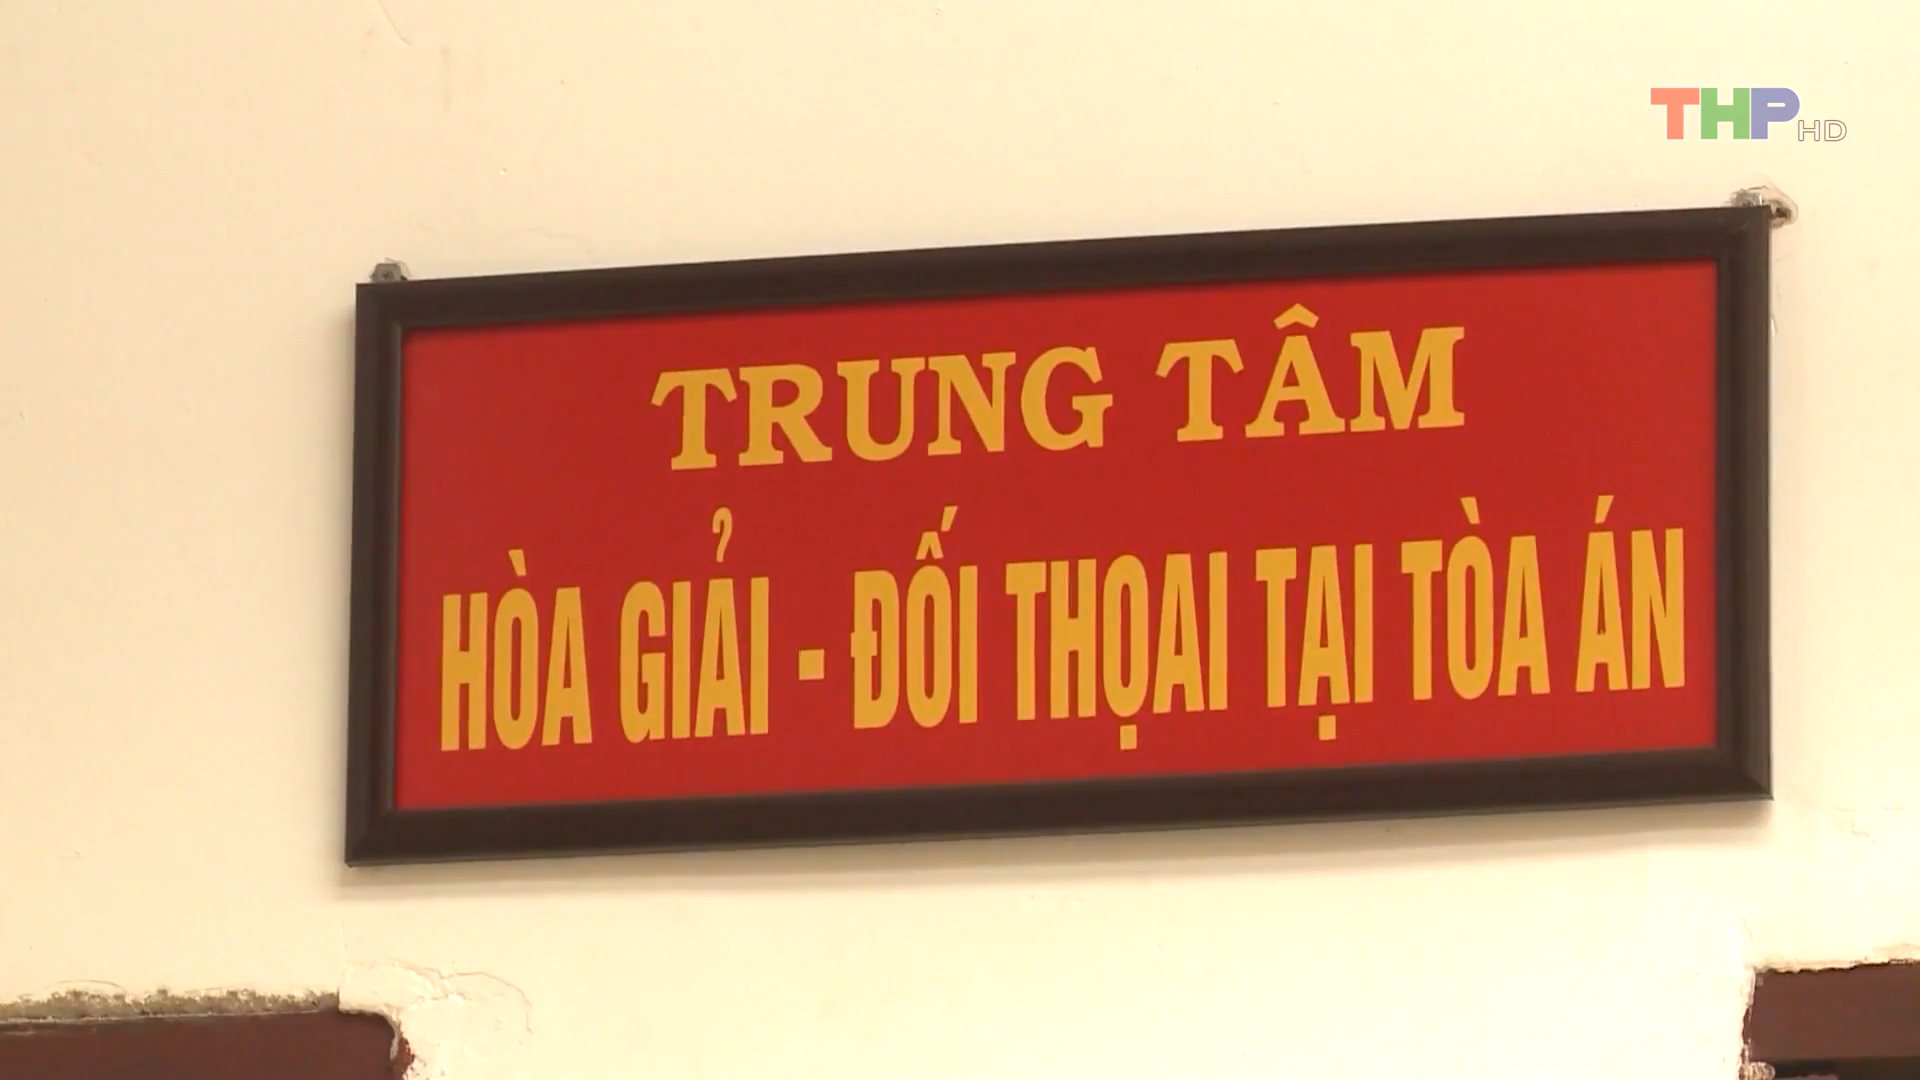 THP HD
TRUNG TÂM
HÒA GIẢI - ĐỐI THOẠI TẠI TÒA ÁN